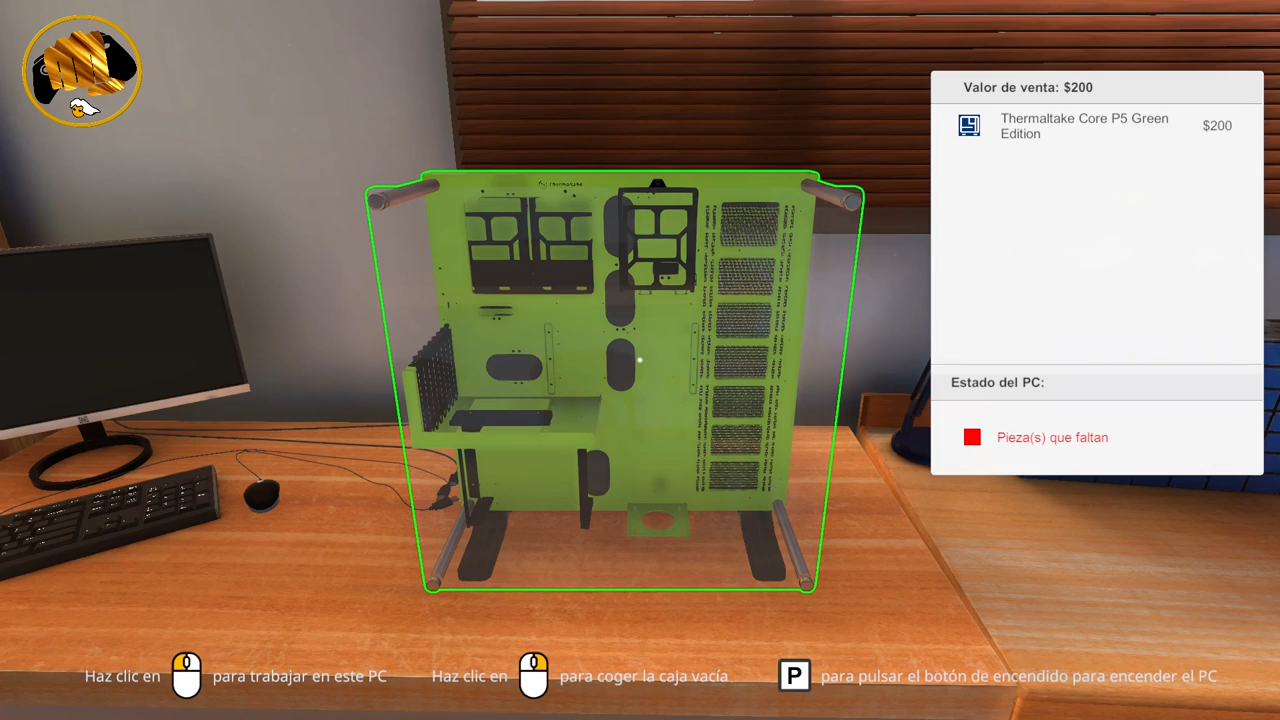 Valor de venta: $200
Thermaltake Core P5 Green
Edition
$200
Thermaltake
Estado del PC:
Pieza(s) que faltan
Haz clic en para trabajar en este PC
Haz clic en para coger la caja vacía
P para pulsar el botón de encendido para encender el PC